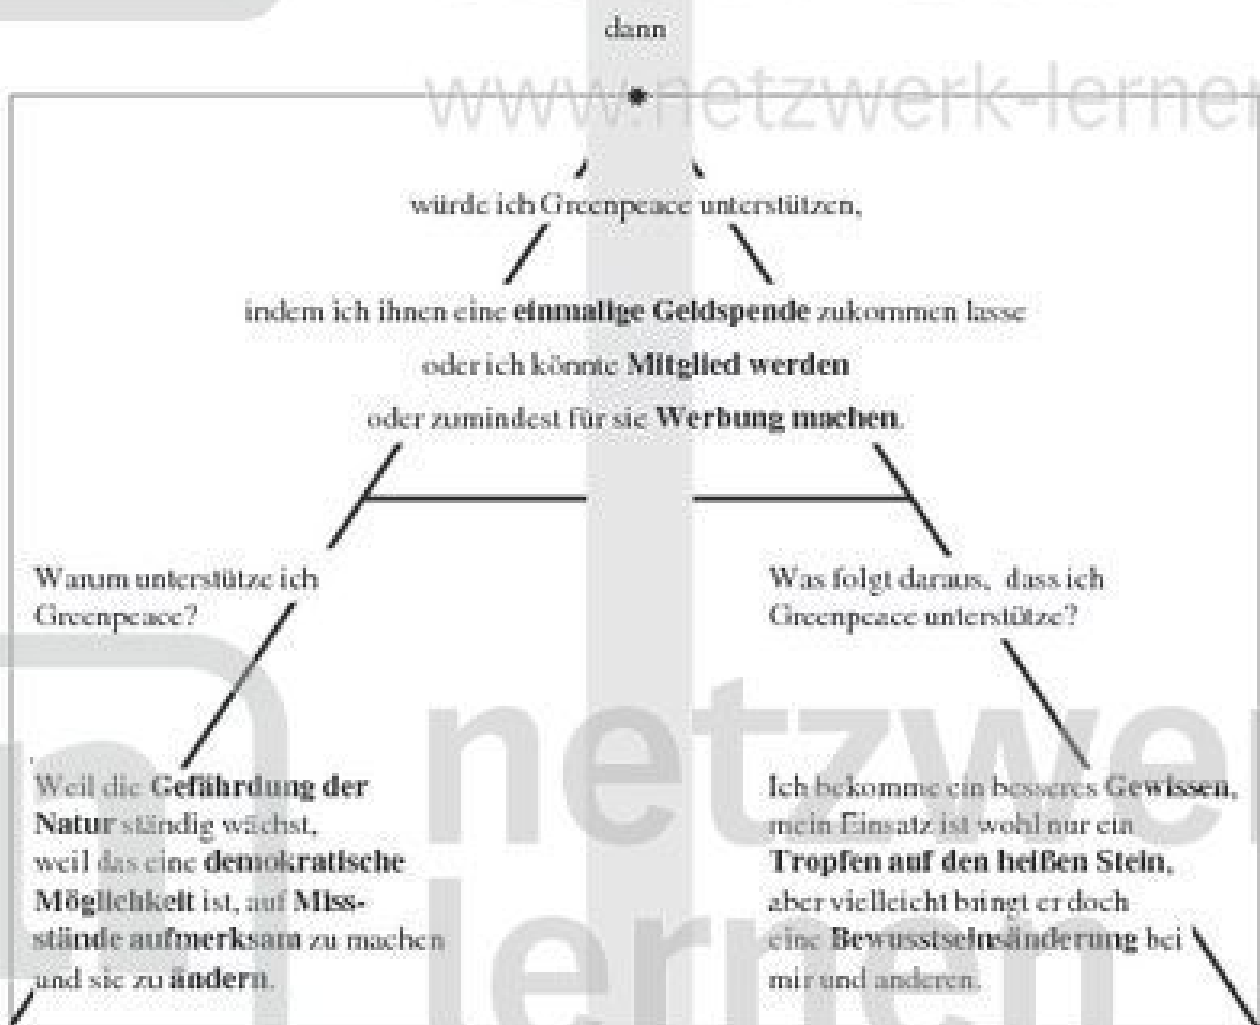 dann
www.netzwerk-lernen
würde ich Greenpeace unterstützen,
indem ich ihnen eine einmalige Geldspende zukommen lasse
oder ich könnte Mitglied werden
oder zumindest für sie Werbung machen.
Warum unterstütze ich
Greenpeace?
Was folgt daraus, dass ich
Greenpeace unterstütze?
Weil die Gefährdung der
Natur ständig wächst,
weil das eine demokratische
Möglichkeit ist, auf Miss-
stände aufmerksam zu machen
und sie zu ändern.
Ich bekomme ein besseres Gewissen,
mein Einsatz ist wohl nur ein
Tropfen auf den heißen Stein,
aber vielleicht bringt er doch
eine Bewusstseinsänderung bei
mir und anderen.
netzwe
lernen